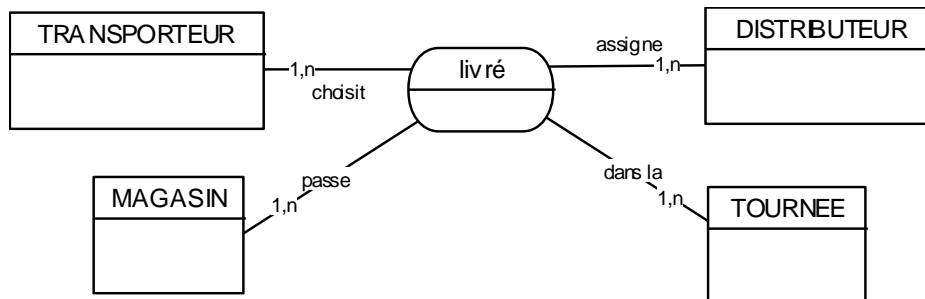 TRANSPORTEUR
DISTRIBUTEUR
assigne
livré
1,n
1,n
choisit
passe
dans la
MAGASIN
1,n
1,n
TOURNEE